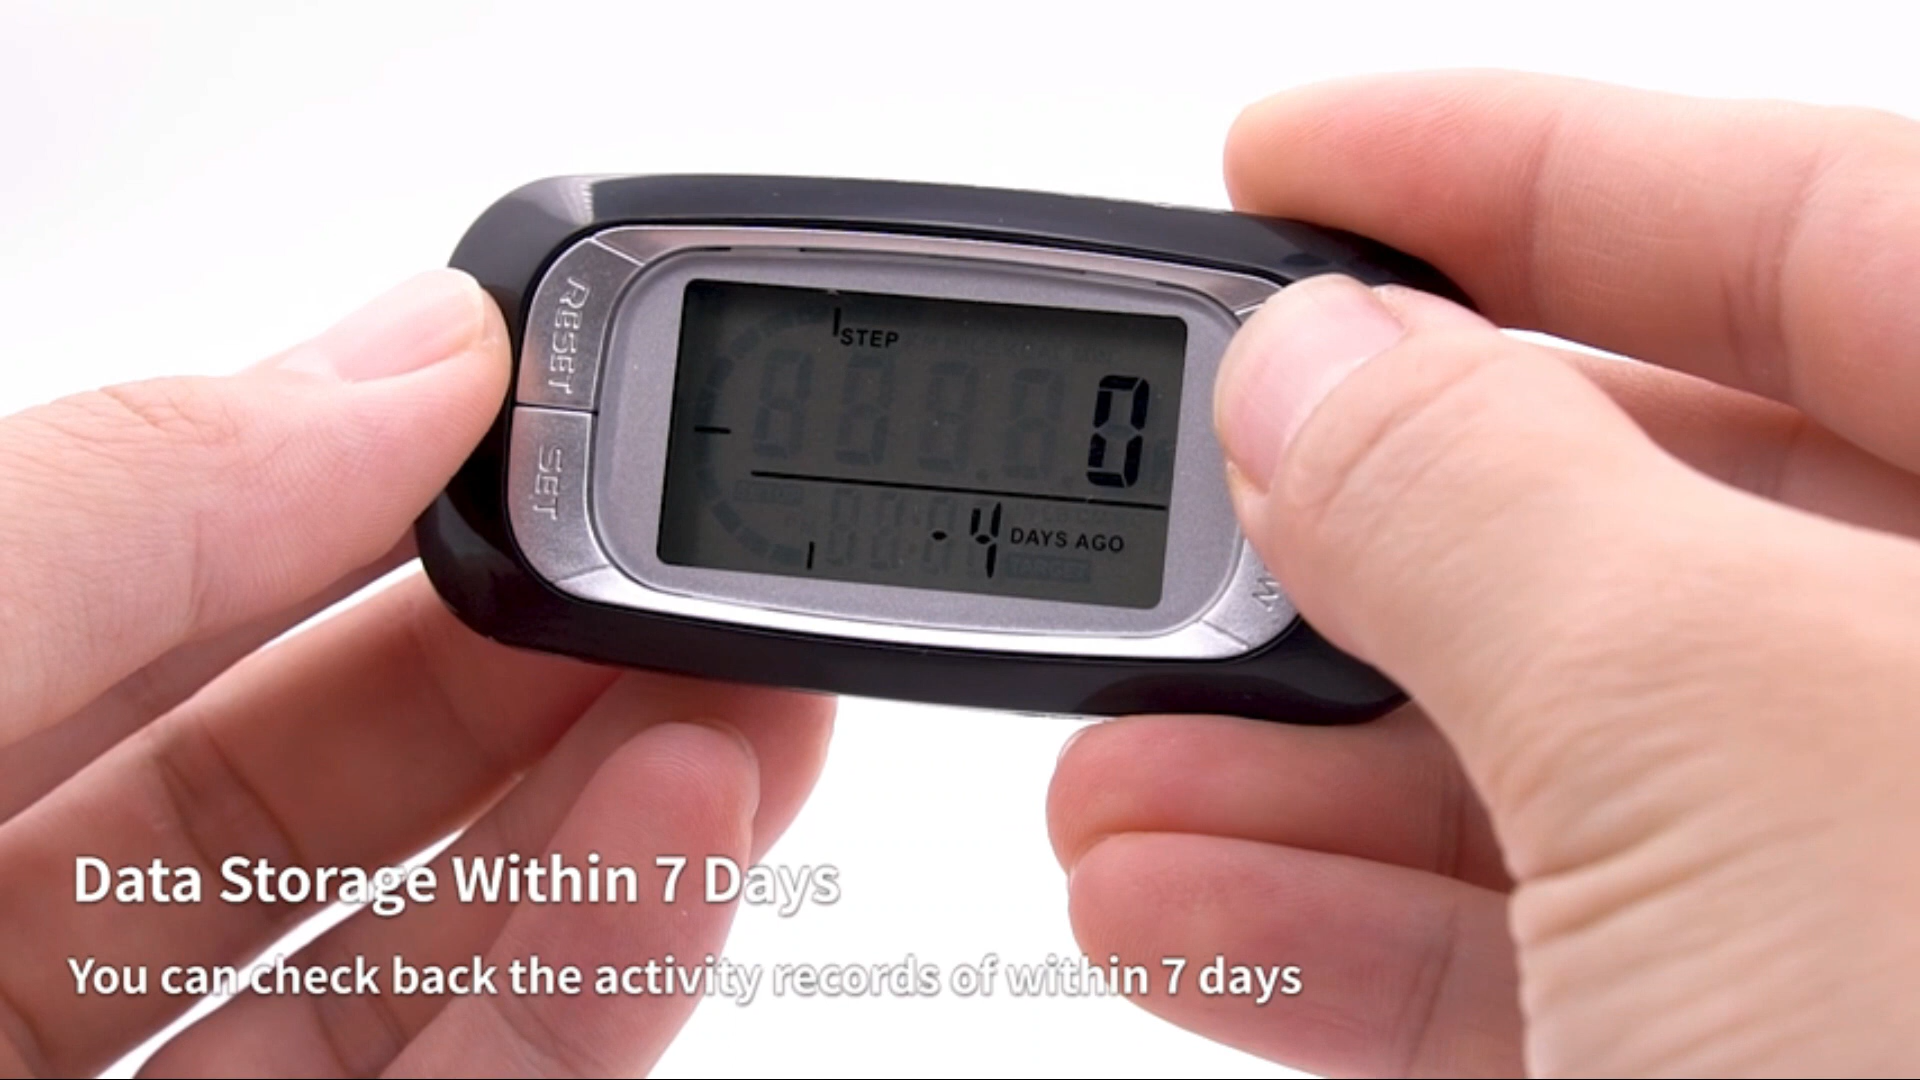 STEP
0
-4 DAYS AGO
RESET
SET
Data Storage Within 7 Days
You can check back the activity records of within 7 days